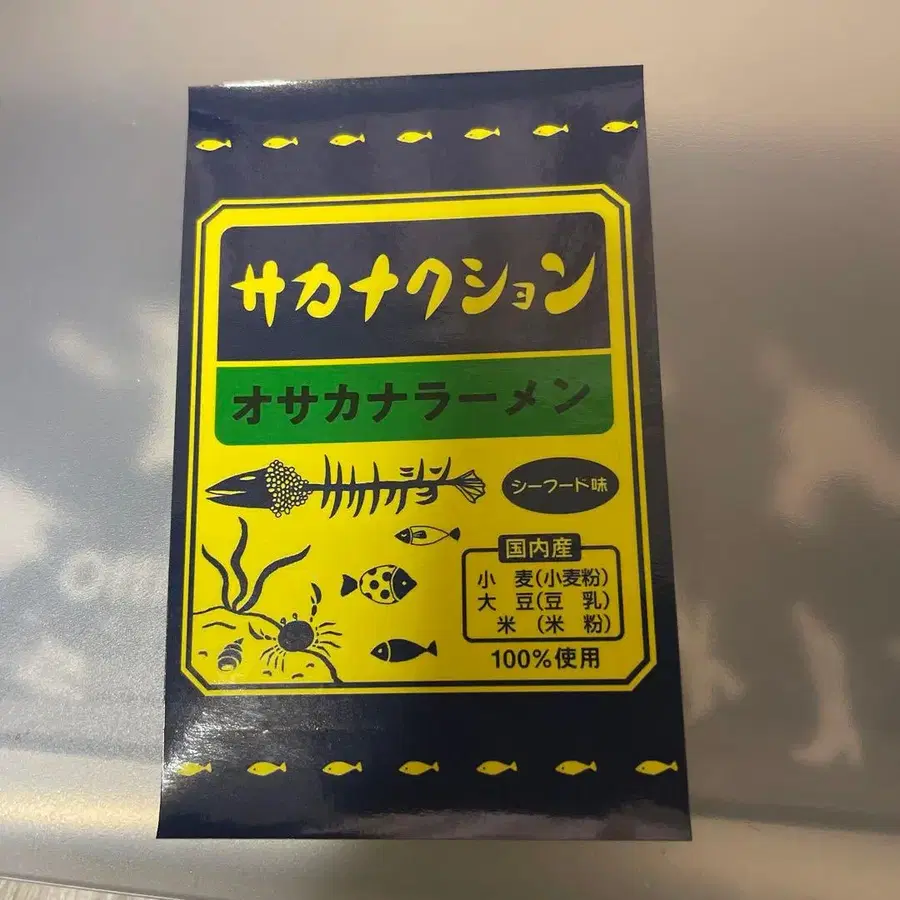 サカナクション
オサカナラーメン
シーフード味
国内産
小 麦(小麦粉)
大 豆(豆 乳)
米 (米 粉)
100%使用